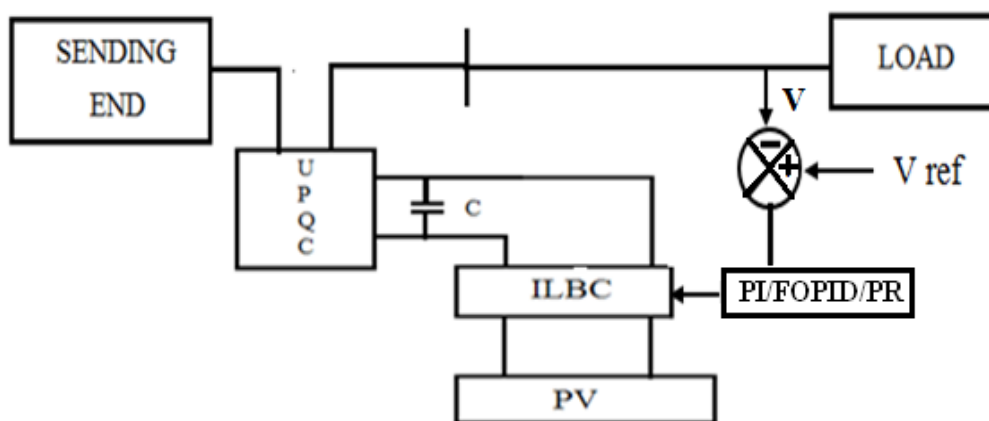 SENDING
END
LOAD
V
V ref
U
P
Q
C
C
ILBC
PI/FOPID/PR
PV